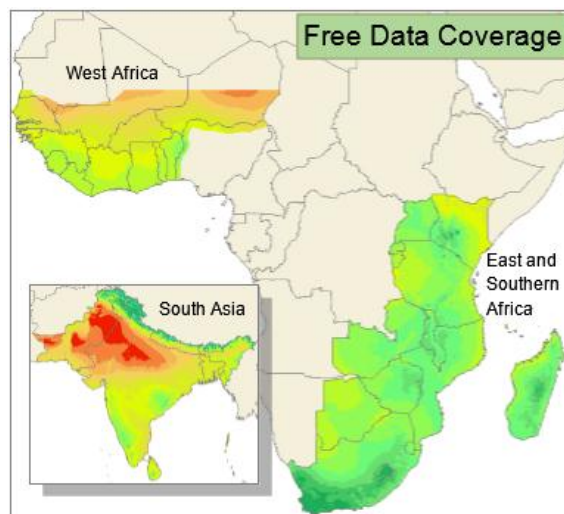 Free Data Coverage
West Africa
East and
Southern
Africa
South Asia